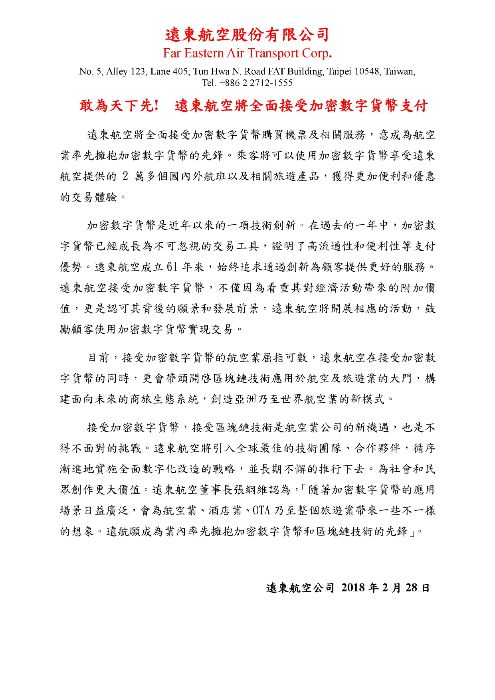 遠東航空股份有限公司
Far Eastern Air Transport Corp.
No. 5, Alley 123, Lane 405, Tun Hwa N. Road FAT Building, Taipei 10548, Taiwan,
Tel. +886 2 2712-1555
敢為天下先! 遠東航空將全面接受加密數字貨幣支付
遠東航空將全面接受加密數字貨幣購買機票及相關服務，意成為航空
業率先擁抱加密數字貨幣的先鋒。乘客將可以使用加密數字貨幣享受遠東
航空提供的 2 萬多個國內外航班以及相關旅遊產品，獲得更加便利和優惠
的交易體驗。
加密數字貨幣是近年以來的一項技術創新。在過去的一年中，加密數
字貨幣已經成長為不可忽視的交易工具，證明了高流通性和便利性等支付
優勢。遠東航空成立 61 年來，始終追求透過創新為顧客提供更好的服務。
遠東航空接受加密數字貨幣，不僅因為看重其對經濟活動帶來的附加價
值，更是認可其背後的願景和發展前景。遠東航空將開展相應的活動，鼓
勵顧客使用加密數字貨幣實現交易。
目前，接受加密數字貨幣的航空業屈指可數，遠東航空在接受加密數
字貨幣的同時，更會帶頭開啓區塊鏈技術應用於航空及旅遊業的大門，構
建面向未來的商旅生態系統，創造亞洲乃至世界航空業的新模式。
接受加密數字貨幣，接受區塊鏈技術是航空業公司的新機遇，也是不
得不面對的挑戰。遠東航空將引入全球最佳的技術團隊、合作夥伴，循序
漸進地實施全面數字化改造的戰略，並長期不懈的推行下去。為社會和民
眾創作更大價值。遠東航空董事長張綱維認為，「隨著加密數字貨幣的應用
場景日益廣泛，會為航空業、酒店業、OTA 乃至整個旅遊業帶來一些不一樣
的想象。遠航願成為業內率先擁抱加密數字貨幣和區塊鏈技術的先鋒」。
遠東航空公司 2018 年 2 月 28 日